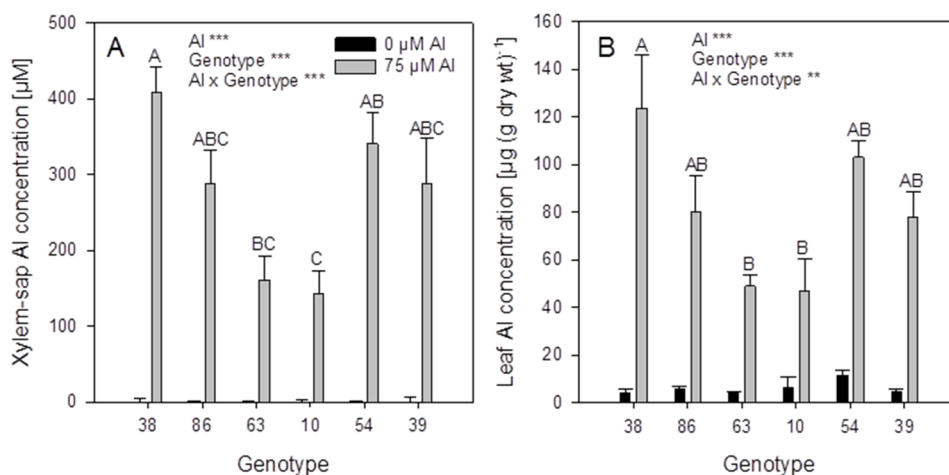 A
Al ***
Genotype ***
Al x Genotype ***
0 µM Al
75 µM Al
Xylem-sap Al concentration [µM]
500
400
300
200
100
0
A
ABC
BC
C
AB
ABC
38 86 63 10 54 39
Genotype
B
Al ***
Genotype ***
Al x Genotype **
Leaf Al concentration [µg (g dry wt)-1]
160
140
120
100
80
60
40
20
0
A
AB
B
B
AB
AB
38 86 63 10 54 39
Genotype